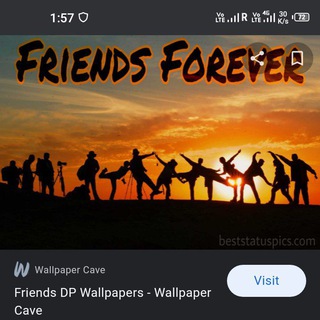 1:57
Vo LTE R Vo LTE 4G 30 K/s 72
FRIENDS FOREVER
beststatuspics.com
Wallpaper Cave
Friends DP Wallpapers - Wallpaper
Cave
Visit